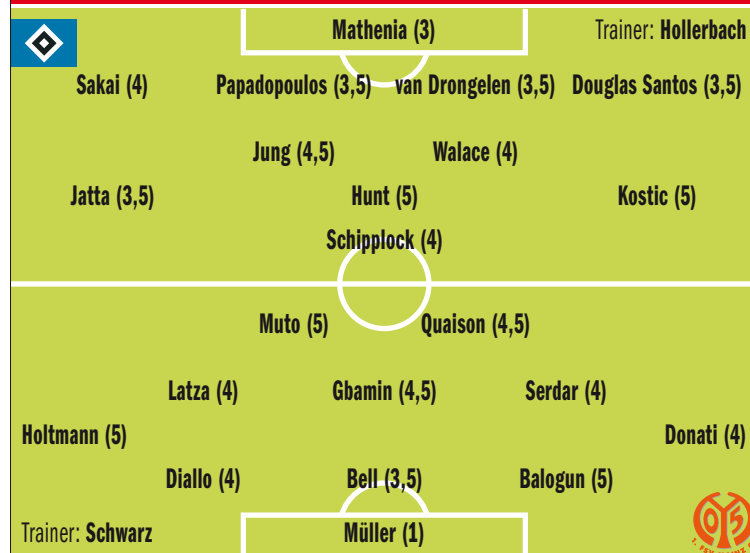 Mathenia (3) Trainer: Hollerbach
Sakai (4) Papadopoulos (3,5) van Drongelen (3,5) Douglas Santos (3,5)
Jung (4,5) Walace (4)
Jatta (3,5) Hunt (5) Kostic (5)
Schipplock (4)
Muto (5) Quaison (4,5)
Latza (4) Gbamin (4,5) Serdar (4)
Holtmann (5) Donati (4)
Diallo (4) Bell (3,5) Balogun (5)
Trainer: Schwarz Müller (1)
05
1. FSV